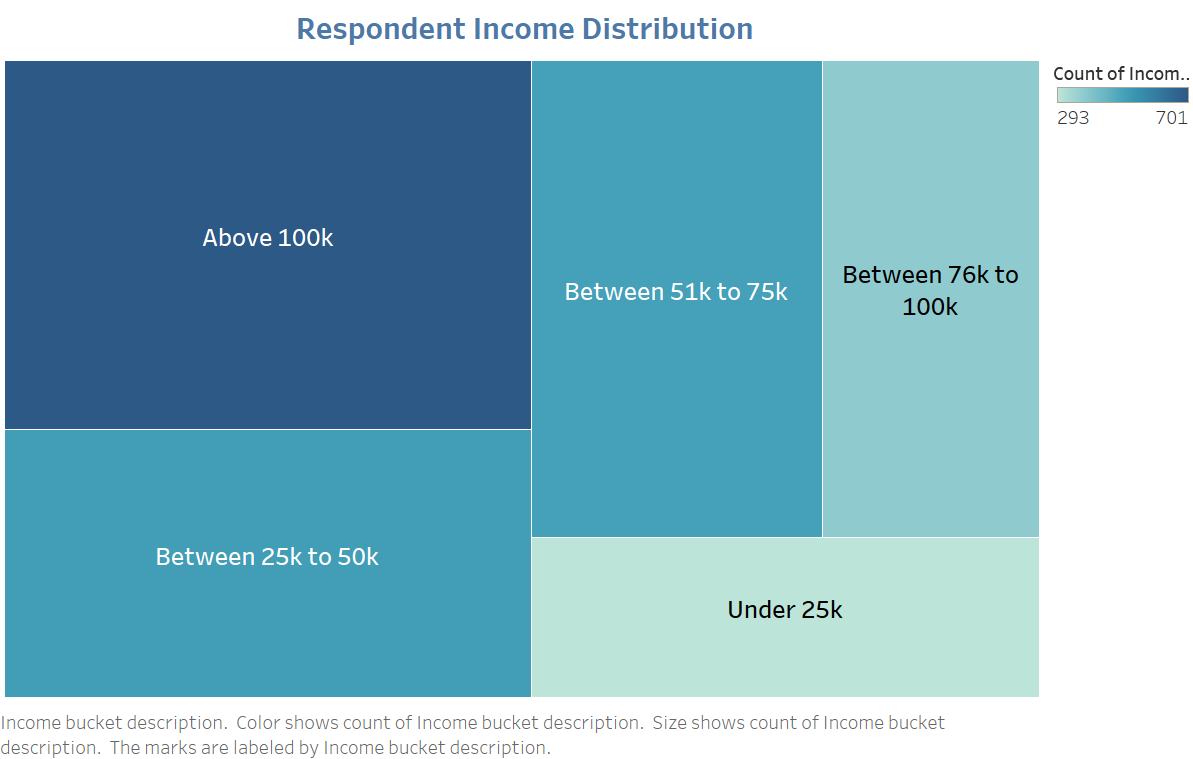 Respondent Income Distribution
Count of Incom..
293 701
Above 100k
Between 51k to 75k
Between 76k to
100k
Between 25k to 50k
Under 25k
Income bucket description.  Color shows count of Income bucket description.  Size shows count of Income bucket
description.  The marks are labeled by Income bucket description.